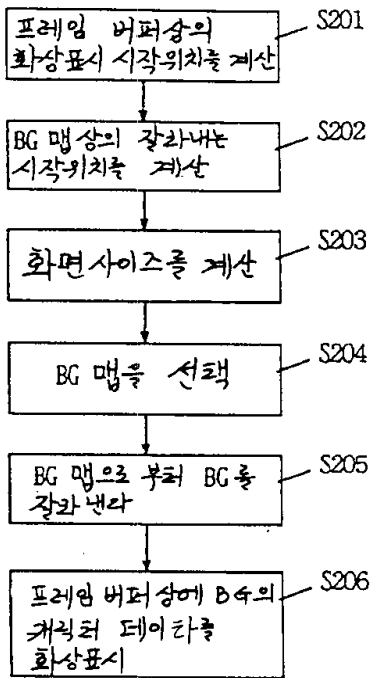 프레임 버퍼상의
화상표시 시작위치를 계산
S201
BG 맵상의 잘라내는
시작위치를 계산
S202
화면사이즈를 계산
S203
BG 맵을 선택
S204
BG 맵으로 부터 BG를
잘라 낸다
S205
프레임 버퍼상에 BG의
캐릭터 데이타를
화상표시
S206